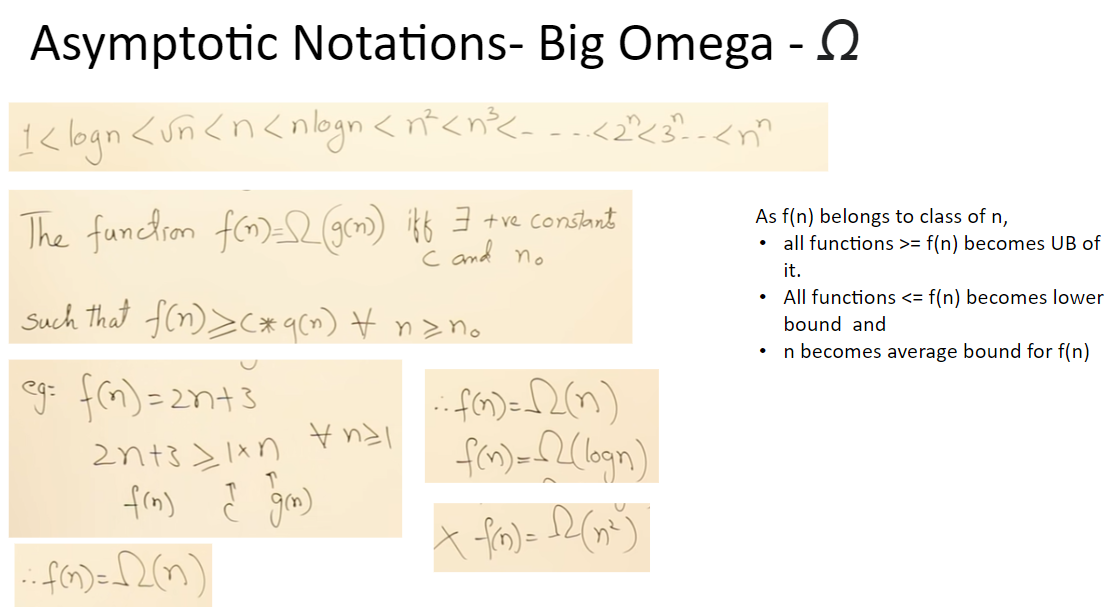 Asymptotic Notations- Big Omega - Ω
1 < logn < √n < n < nlogn < n² < n³ < - - -.. < 2ⁿ < 3ⁿ -- < nⁿ
The function f(n)=Ω(g(n)) iff ∃ +ve constants
c and n₀
such that f(n) ≥ c * g(n) ∀ n ≥ n₀
eg: f(n) = 2n+3
2n+3 ≥ 1×n ∀ n≥1
f(n) ↑c ↑g(n)
∴ f(n)=Ω(n)
∴ f(n)=Ω(n)
f(n)=Ω(logn)
× f(n)=Ω(n²)
As f(n) belongs to class of n,
• all functions >= f(n) becomes UB of
it.
• All functions <= f(n) becomes lower
bound and
• n becomes average bound for f(n)